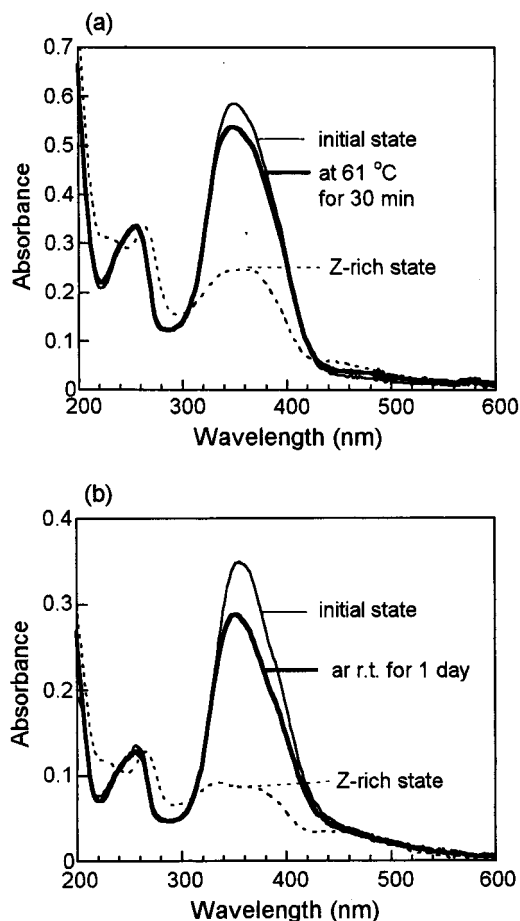 (a)
0.7
0.6
0.5
0.4
0.3
0.2
0.1
0
Absorbance
initial state
at 61 °C
for 30 min
Z-rich state
200 300 400 500 600
Wavelength (nm)
(b)
0.4
0.3
0.2
0.1
0
Absorbance
initial state
ar r.t. for 1 day
Z-rich state
200 300 400 500 600
Wavelength (nm)